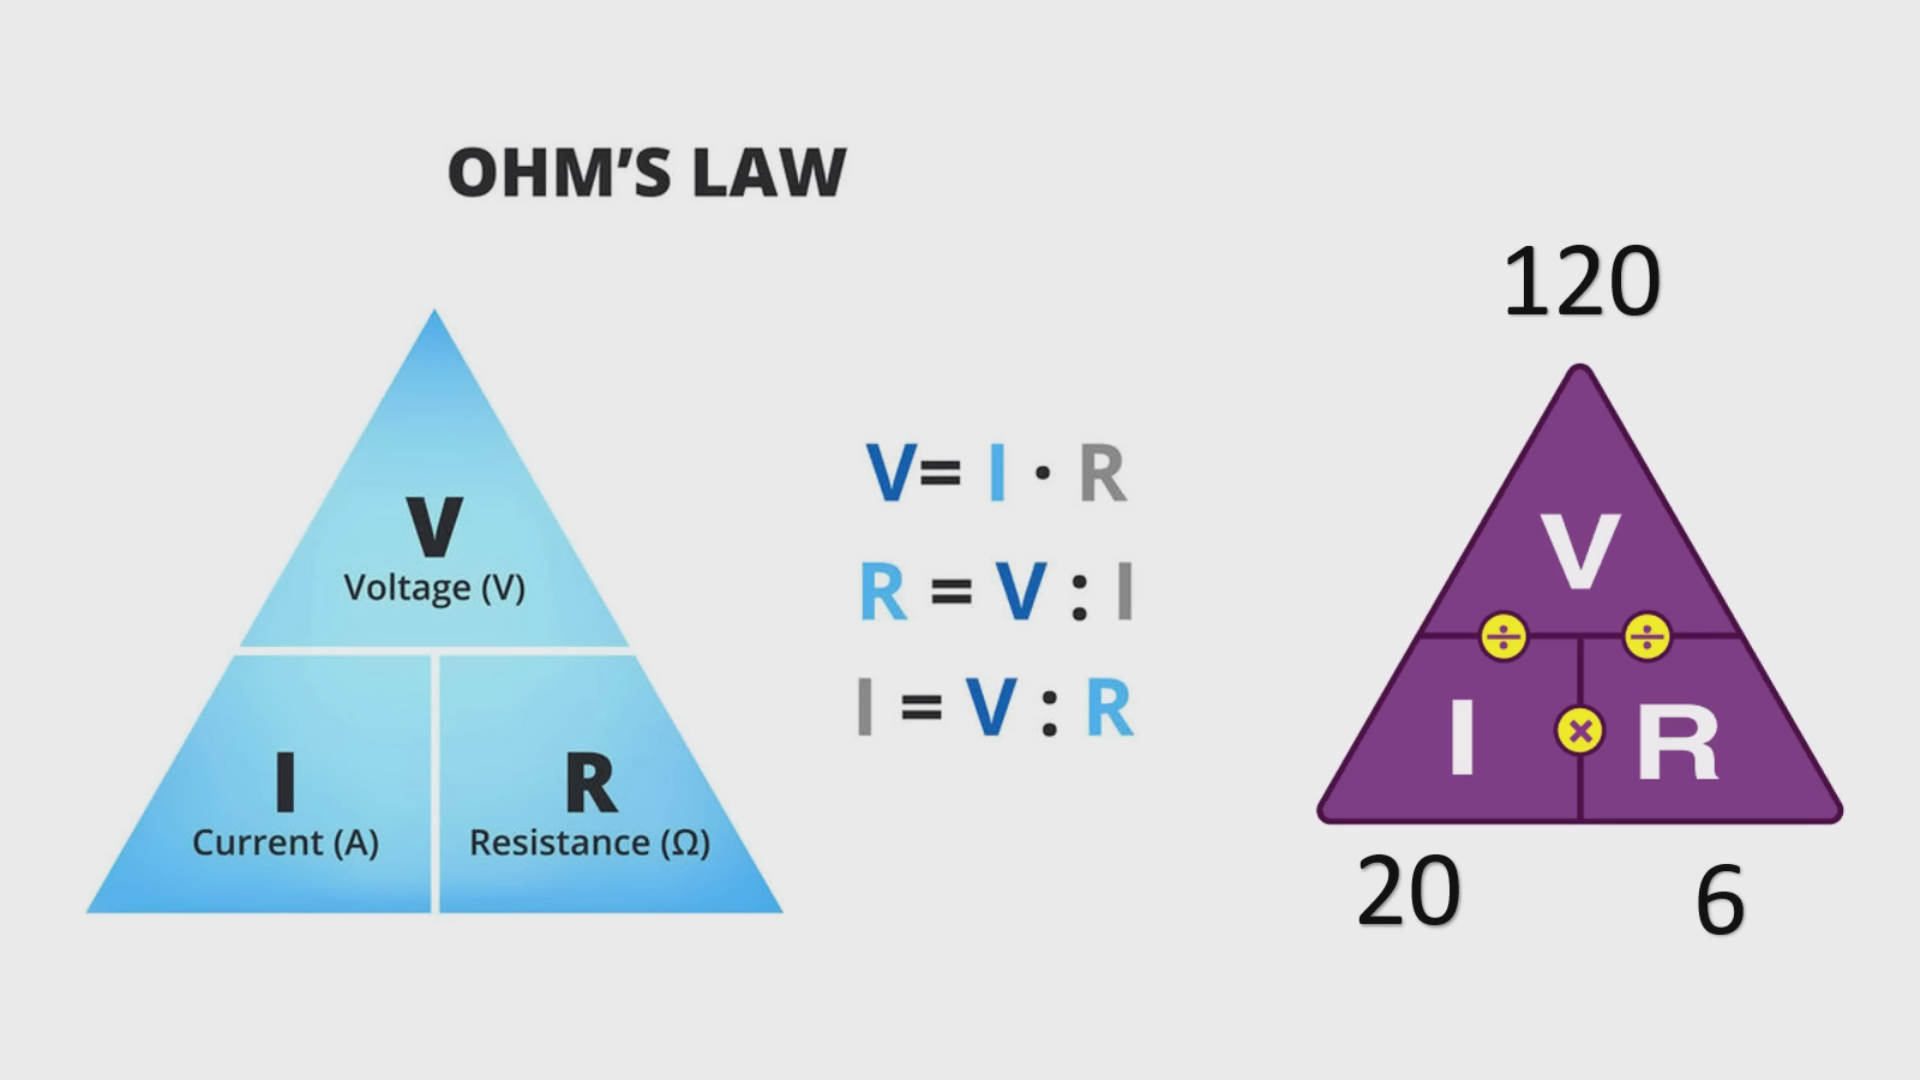 OHM'S LAW
V
Voltage (V)
I
Current (A)
R
Resistance (Ω)
V= I · R
R = V : I
I = V : R
120
V
÷ ÷
I × R
20 6